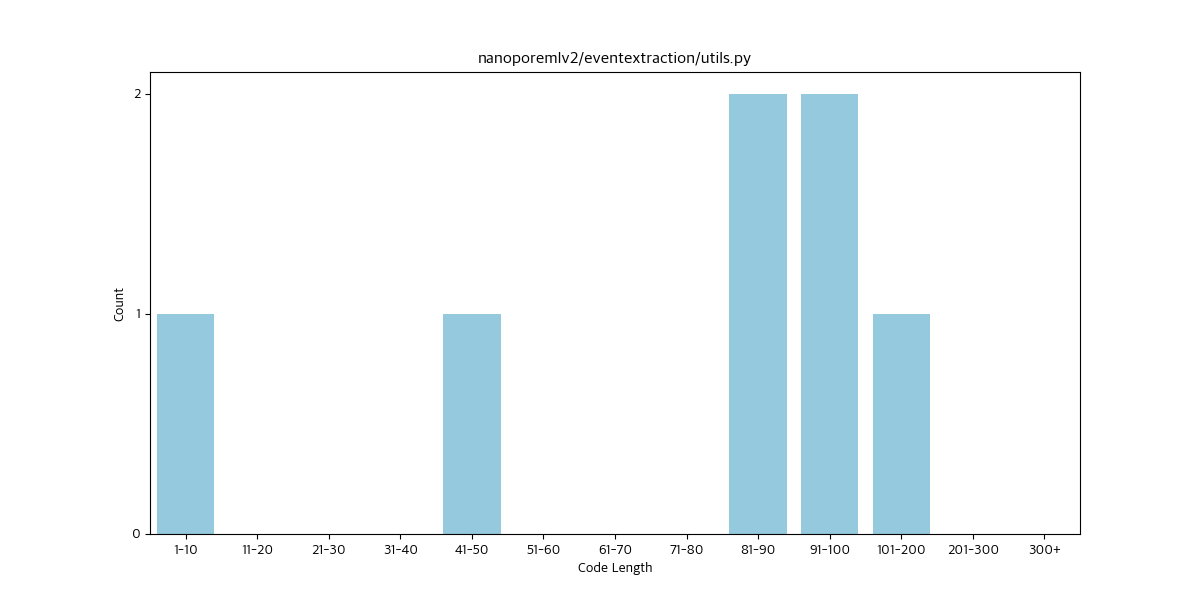 nanoporemlv2/eventextraction/utils.py
Count
2
1
0
1-10 11-20 21-30 31-40 41-50 51-60 61-70 71-80 81-90 91-100 101-200 201-300 300+
Code Length